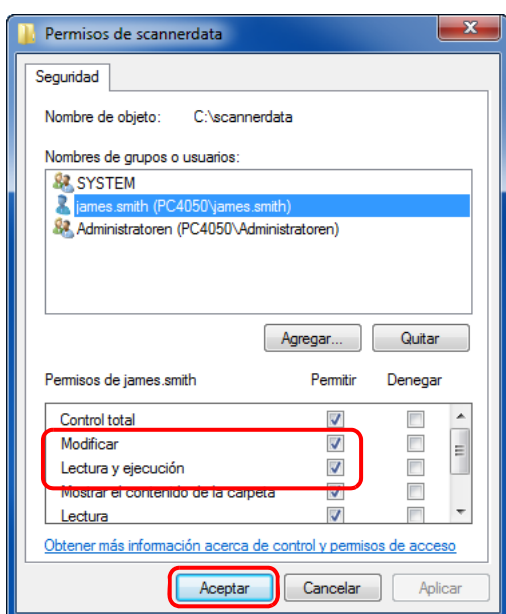 Permisos de scannerdata
Seguridad
Nombre de objeto: C:\scannerdata
Nombres de grupos o usuarios:
SYSTEM
james.smith (PC4050\james.smith)
Administratoren (PC4050\Administratoren)
Agregar... Quitar
Permisos de james.smith Permitir Denegar
Control total
Modificar
Lectura y ejecución
Mostrar el contenido de la carpeta
Lectura
Obtener más información acerca de control y permisos de acceso
Aceptar Cancelar Aplicar